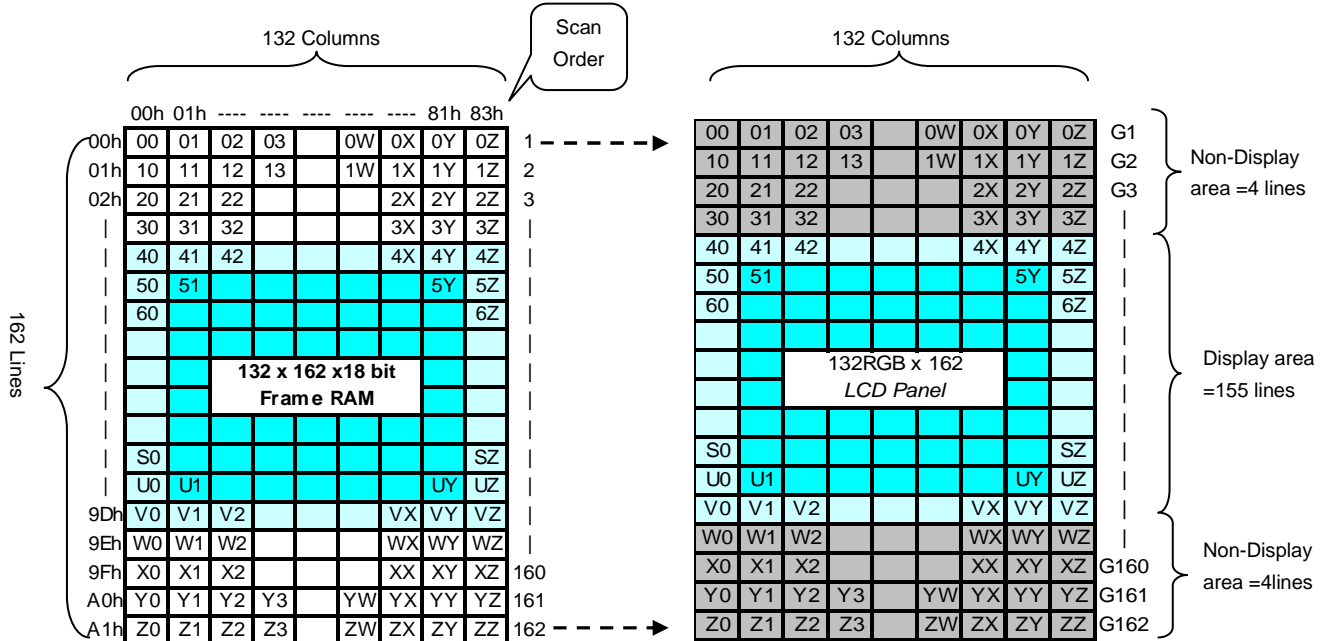 132 Columns
Scan
Order
132 Columns
00h 01h ---- ---- ---- ---- ---- 81h 83h
00h 00 01 02 03 0W 0X 0Y 0Z 1
01h 10 11 12 13 1W 1X 1Y 1Z 2
02h 20 21 22 2X 2Y 2Z 3
30 31 32 3X 3Y 3Z
40 41 42 4X 4Y 4Z
50 51 5Y 5Z
60 6Z
132 x 162 x18 bit
Frame RAM
S0 SZ
U0 U1 UY UZ
9Dh V0 V1 V2 VX VY VZ
9Eh W0 W1 W2 WX WY WZ
9Fh X0 X1 X2 XX XY XZ 160
A0h Y0 Y1 Y2 Y3 YW YX YY YZ 161
A1h Z0 Z1 Z2 Z3 ZW ZX ZY ZZ 162
162 Lines
00 01 02 03 0W 0X 0Y 0Z G1
10 11 12 13 1W 1X 1Y 1Z G2
20 21 22 2X 2Y 2Z G3
30 31 32 3X 3Y 3Z
40 41 42 4X 4Y 4Z
50 51 5Y 5Z
60 6Z
132RGB x 162
LCD Panel
S0 SZ
U0 U1 UY UZ
V0 V1 V2 VX VY VZ
W0 W1 W2 WX WY WZ
X0 X1 X2 XX XY XZ G160
Y0 Y1 Y2 Y3 YW YX YY YZ G161
Z0 Z1 Z2 Z3 ZW ZX ZY ZZ G162
Non-Display
area =4 lines
Display area
=155 lines
Non-Display
area =4lines